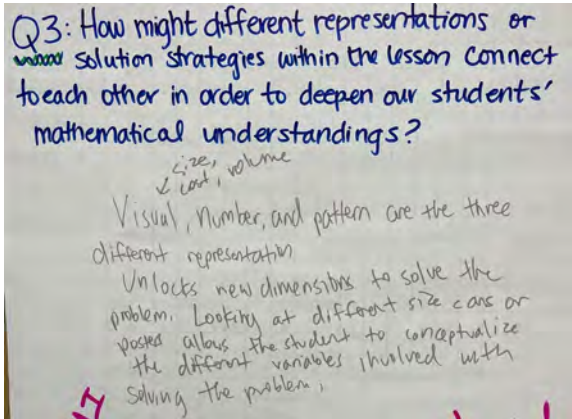 Q3: How might different representations or
solution strategies within the lesson connect
to each other in order to deepen our students'
mathematical understandings?
size,
cost, volume
Visual, Number, and pattern are the three
different representation
Unlocks new dimensions to solve the
problem. Looking at different size cans or
posted allows the student to conceptualize
the different variables involved with
solving the problem,